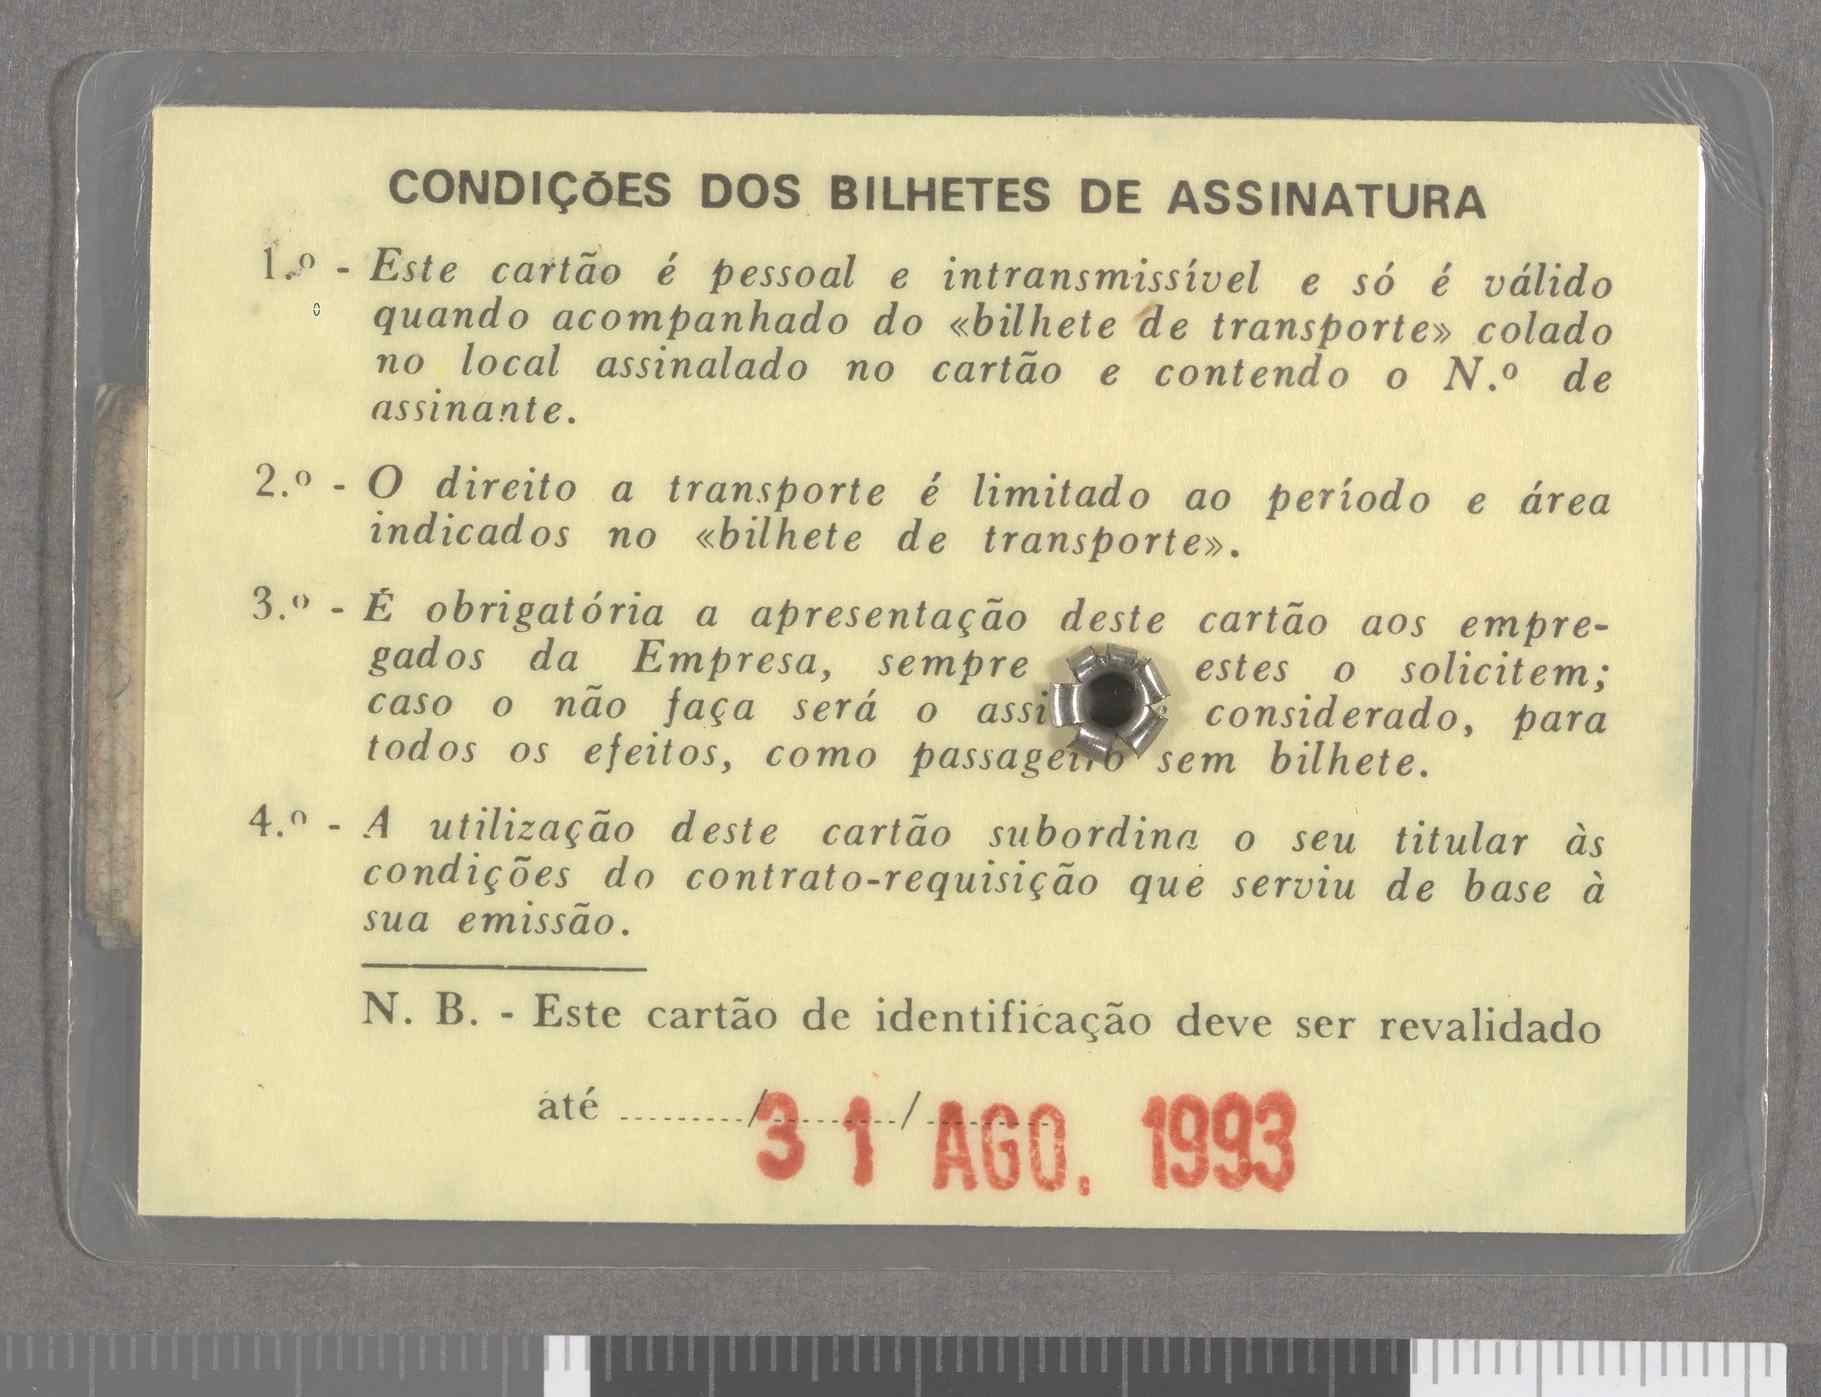 CONDIÇÕES DOS BILHETES DE ASSINATURA
1.º - Este cartão é pessoal e intransmissível e só é válido
quando acompanhado do «bilhete de transporte» colado
no local assinalado no cartão e contendo o N.º de
assinante.
2.º - O direito a transporte é limitado ao período e área
indicados no «bilhete de transporte».
3.º - É obrigatória a apresentação deste cartão aos empre-
gados da Empresa, sempre estes o solicitem;
caso o não faça será o considerado, para
todos os efeitos, como passageiro sem bilhete.
4.º - A utilização deste cartão subordina o seu titular às
condições do contrato-requisição que serviu de base à
sua emissão.
N. B. - Este cartão de identificação deve ser revalidado
até ........./........./.........
31 AGO. 1993